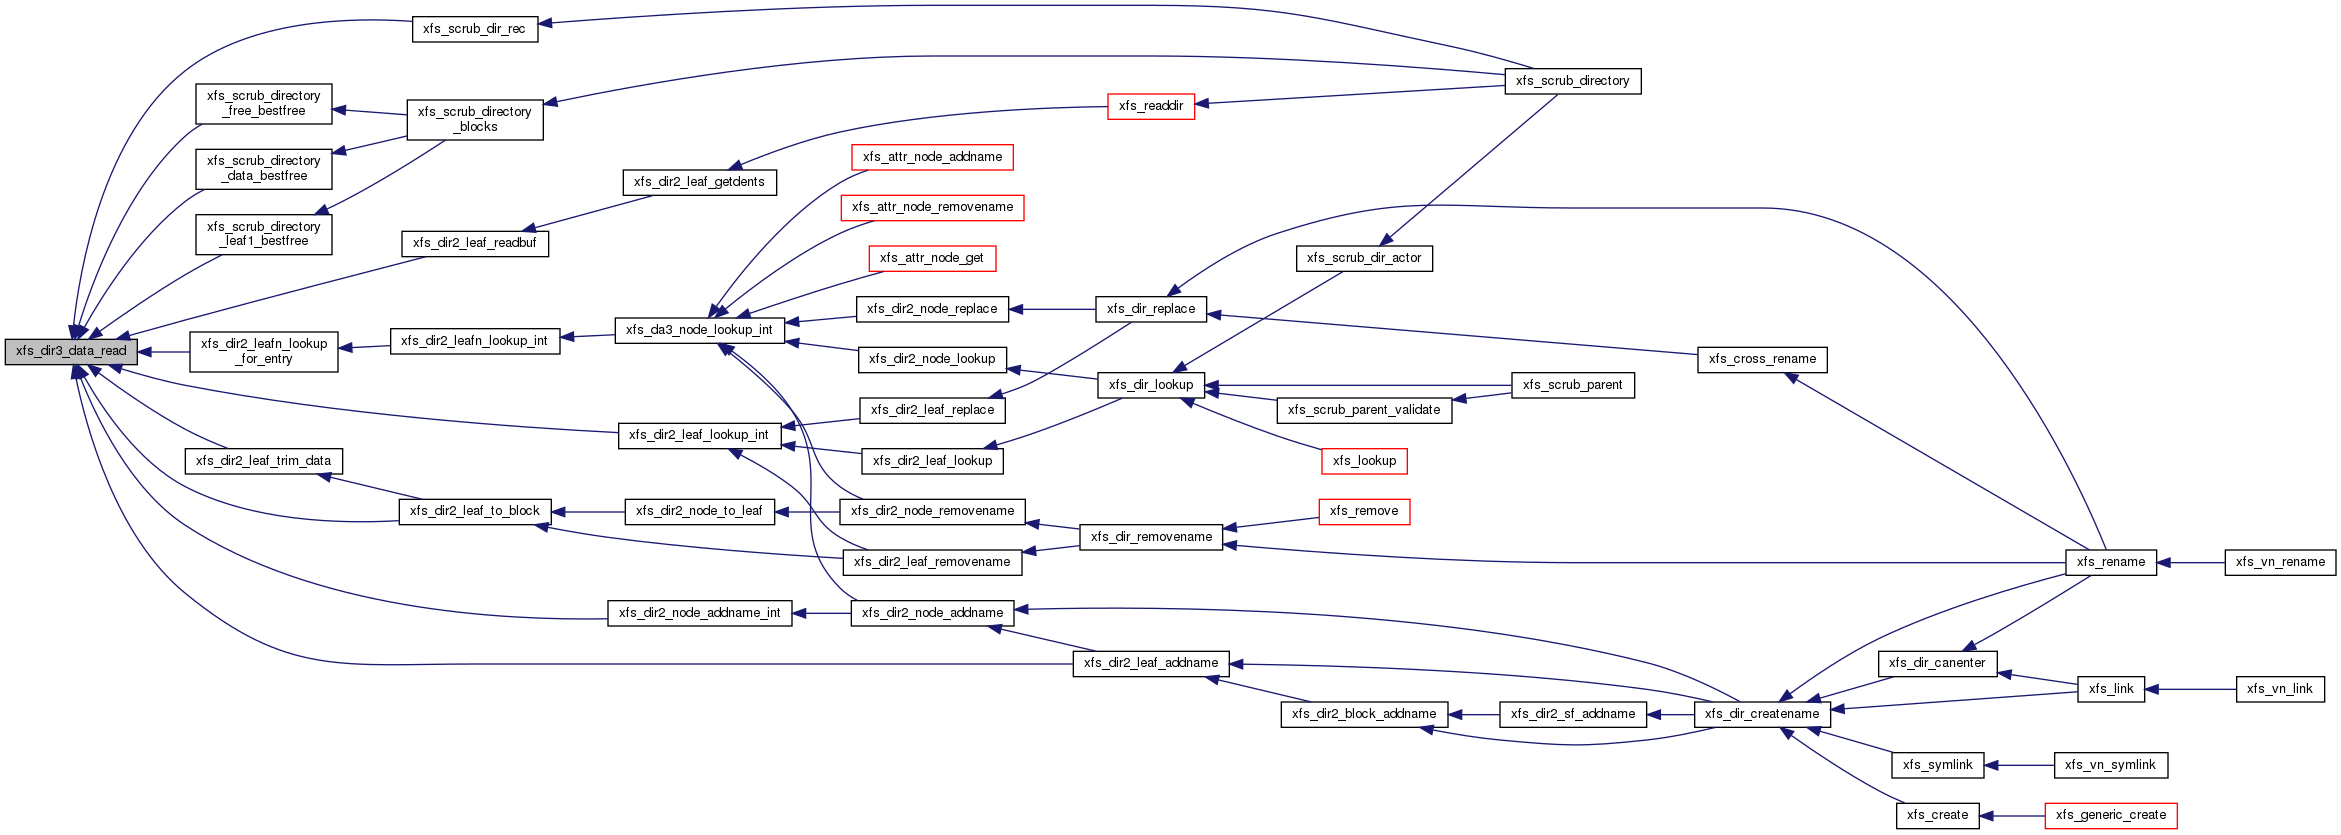 xfs_scrub_dir_rec
xfs_scrub_directory
xfs_scrub_directory
_free_bestfree
xfs_scrub_directory
_blocks
xfs_readdir
xfs_scrub_directory
_data_bestfree
xfs_attr_node_addname
xfs_dir2_leaf_getdents
xfs_attr_node_removename
xfs_scrub_directory
_leaf1_bestfree
xfs_dir2_leaf_readbuf
xfs_attr_node_get
xfs_scrub_dir_actor
xfs_dir2_node_replace
xfs_dir_replace
xfs_da3_node_lookup_int
xfs_dir3_data_read
xfs_dir2_leafn_lookup
_for_entry
xfs_dir2_leafn_lookup_int
xfs_dir2_node_lookup
xfs_cross_rename
xfs_dir_lookup
xfs_scrub_parent
xfs_dir2_leaf_replace
xfs_scrub_parent_validate
xfs_dir2_leaf_lookup_int
xfs_dir2_leaf_trim_data
xfs_dir2_leaf_lookup
xfs_lookup
xfs_dir2_leaf_to_block
xfs_dir2_node_to_leaf
xfs_dir2_node_removename
xfs_remove
xfs_dir_removename
xfs_dir2_leaf_removename
xfs_rename
xfs_vn_rename
xfs_dir2_node_addname_int
xfs_dir2_node_addname
xfs_dir2_leaf_addname
xfs_dir_canenter
xfs_link
xfs_vn_link
xfs_dir2_block_addname
xfs_dir2_sf_addname
xfs_dir_createname
xfs_symlink
xfs_vn_symlink
xfs_create
xfs_generic_create